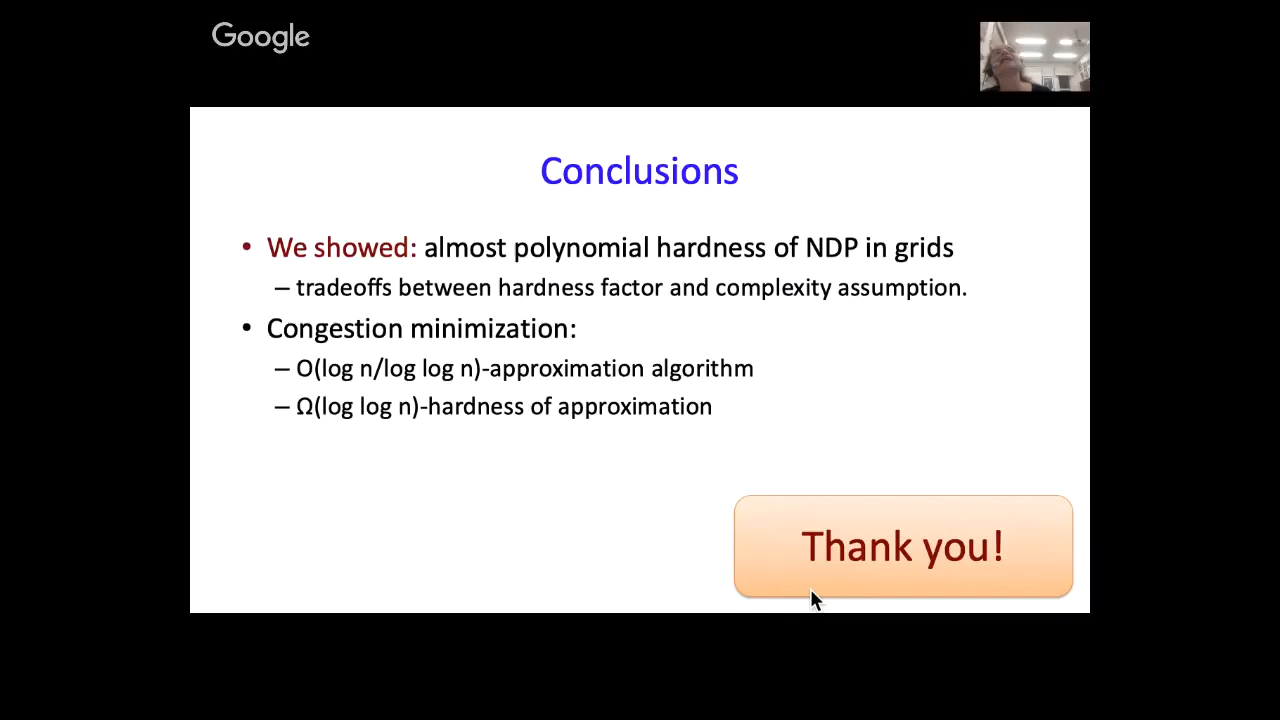 Google
Conclusions
• We showed: almost polynomial hardness of NDP in grids
– tradeoffs between hardness factor and complexity assumption.
• Congestion minimization:
– O(log n/log log n)-approximation algorithm
– Ω(log log n)-hardness of approximation
Thank you!